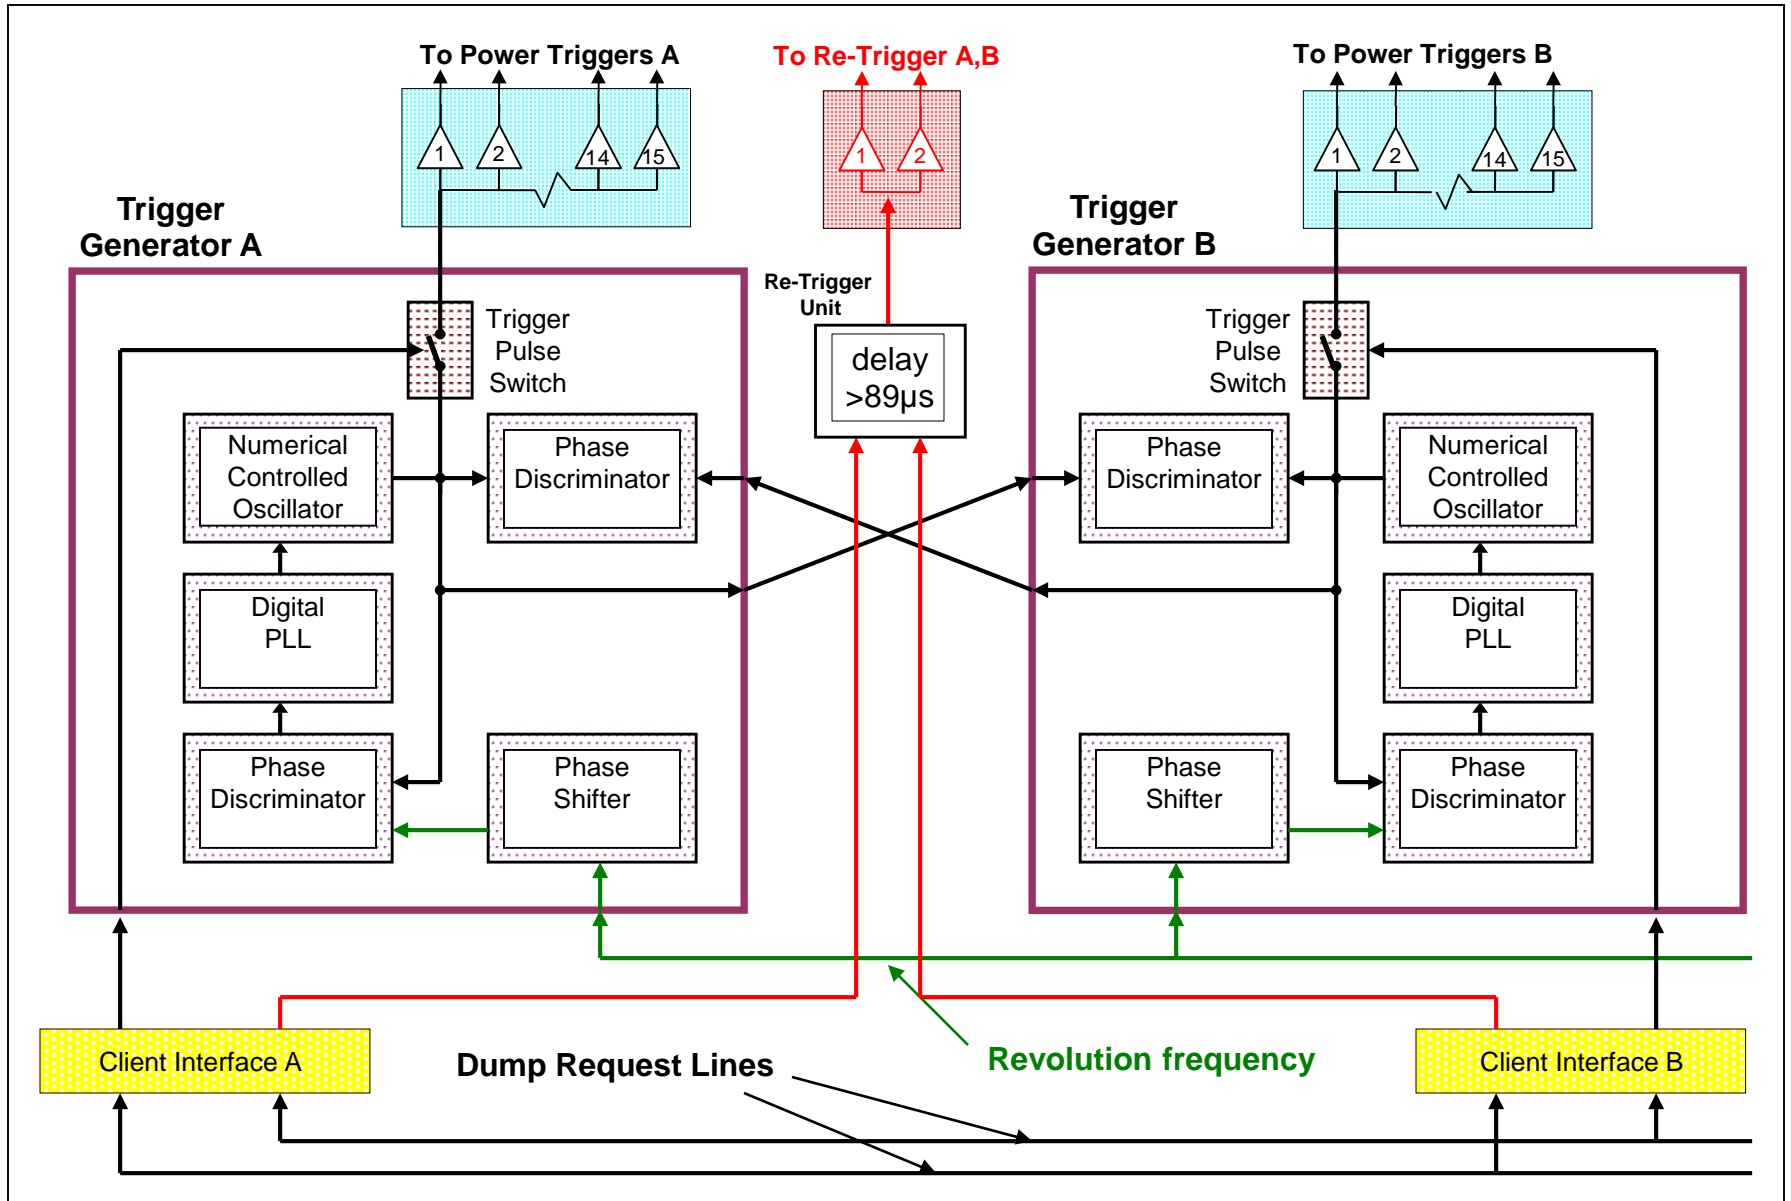 To Power Triggers A
To Re-Trigger A,B
To Power Triggers B
1
2
14
15
1
2
1
2
14
15
Trigger
Generator A
Trigger
Generator B
Re-Trigger
Unit
Trigger
Pulse
Switch
delay
>89µs
Trigger
Pulse
Switch
Numerical
Controlled
Oscillator
Phase
Discriminator
Phase
Discriminator
Numerical
Controlled
Oscillator
Digital
PLL
Digital
PLL
Phase
Discriminator
Phase
Shifter
Phase
Shifter
Phase
Discriminator
Client Interface A
Dump Request Lines
Revolution frequency
Client Interface B